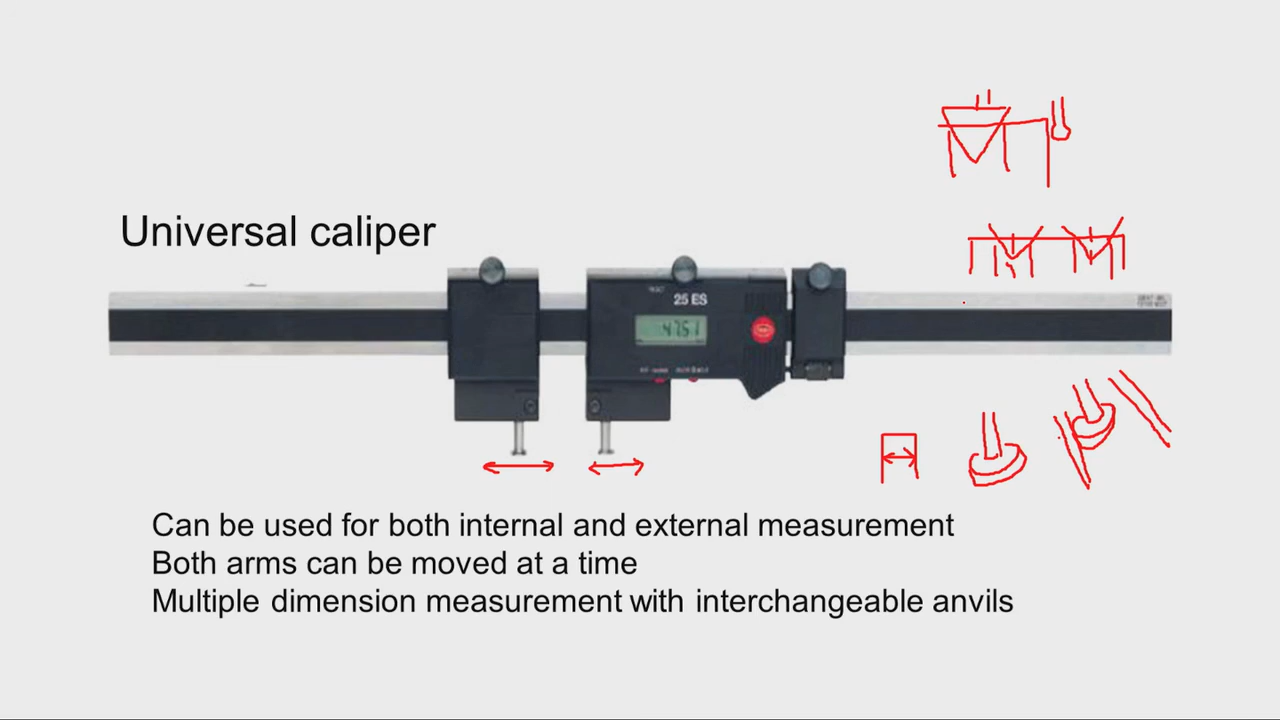 Universal caliper
25 ES
47.51
Can be used for both internal and external measurement
Both arms can be moved at a time
Multiple dimension measurement with interchangeable anvils